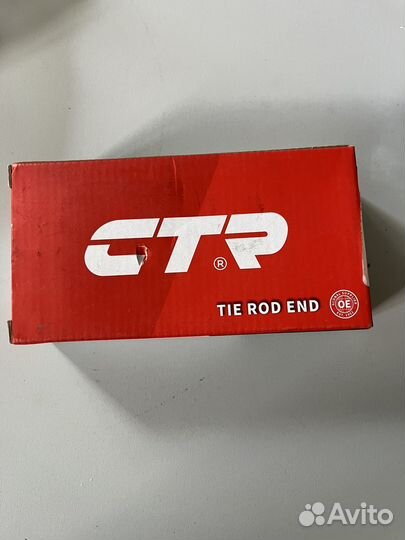 CTR
®
TIE ROD END
OE
Avito